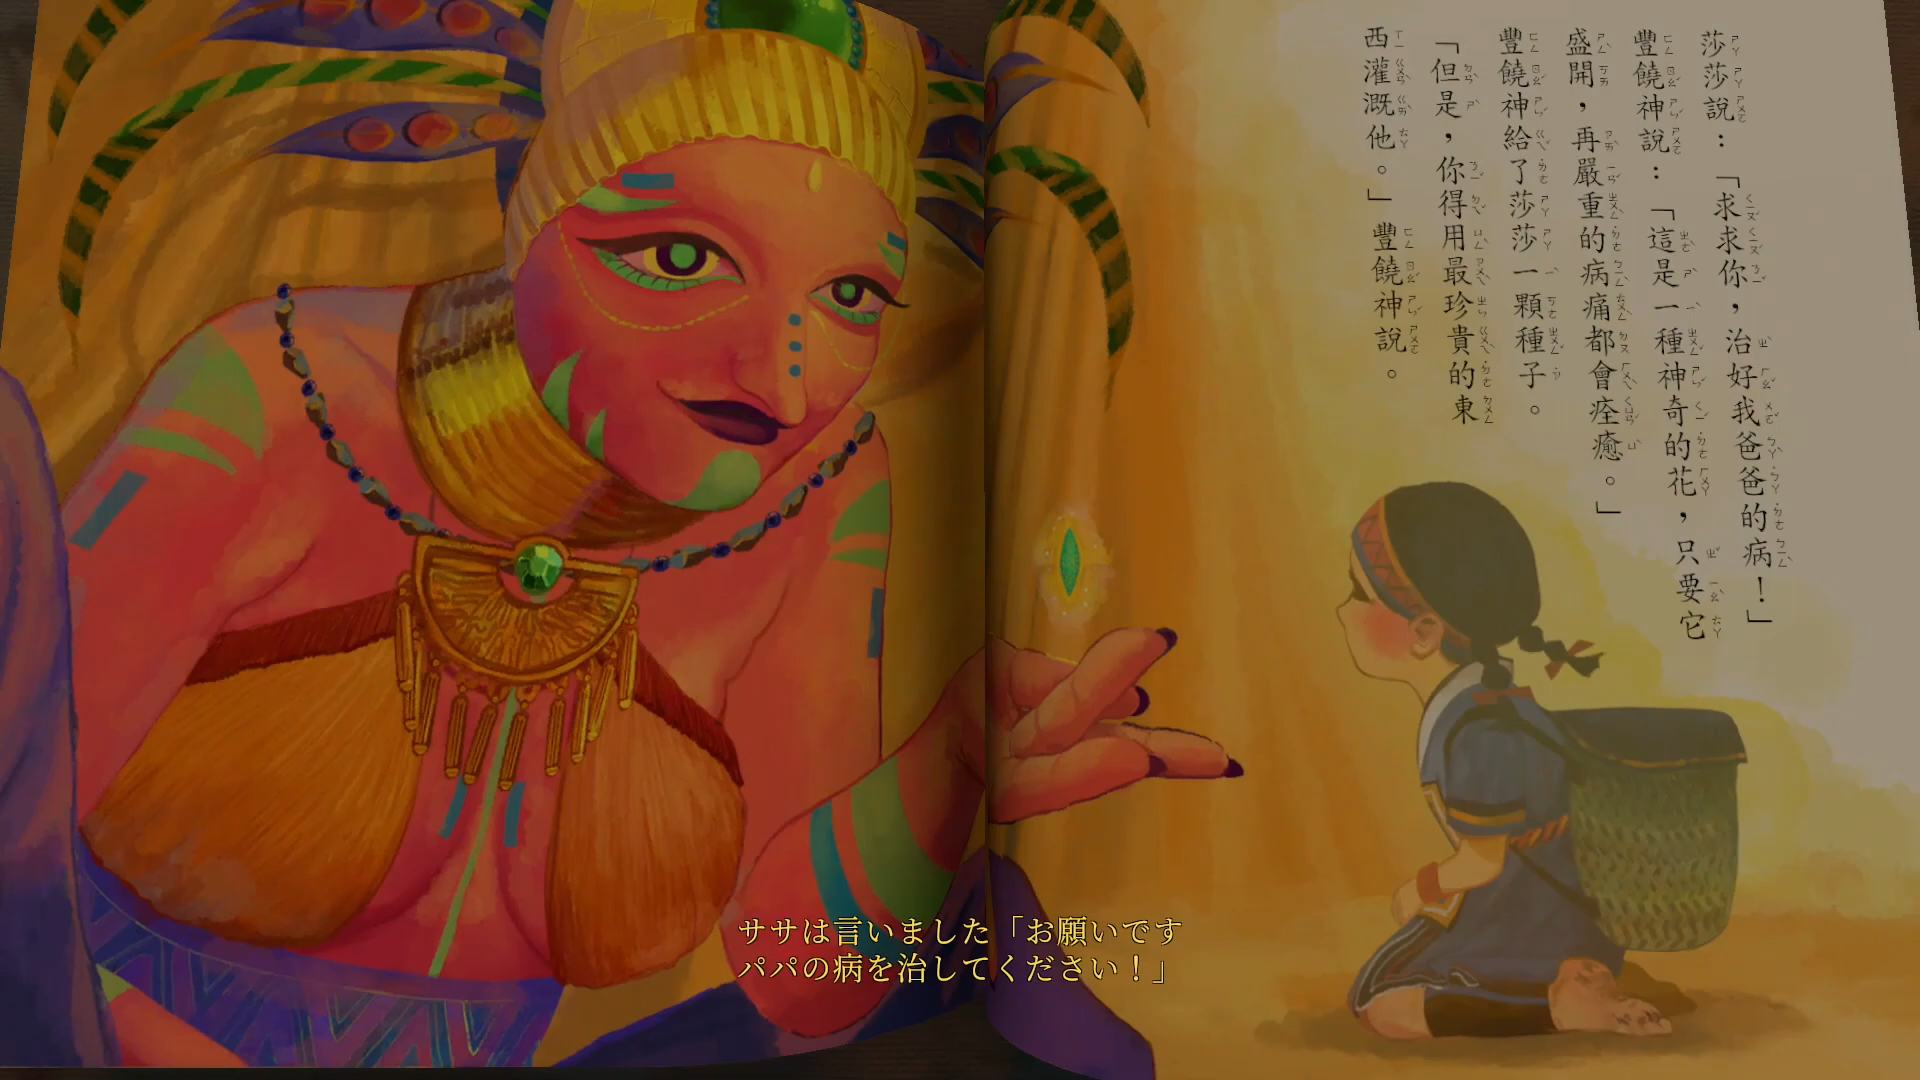 莎莎說：「求求你，治好我爸爸的病！」
豐饒神說：「這是一種神奇的花，只要它
盛開，再嚴重的病痛都會痊癒。」
豐饒神給了莎莎一顆種子。
「但是，你得用最珍貴的東
西灌溉他。」豐饒神說。
ササは言いました「お願いです
パパの病を治してください！」